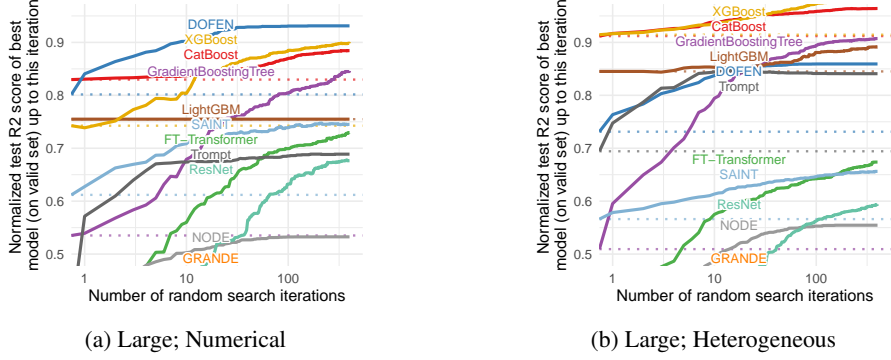 Normalized test R2 score of best
model (on valid set) up to this iteration
0.9
0.8
0.7
0.6
0.5
DOFEN
XGBoost
CatBoost
GradientBoostingTree
LightGBM
SAINT
FT−Transformer
Trompt
ResNet
NODE
GRANDE
1
10
100
Number of random search iterations
(a) Large; Numerical
Normalized test R2 score of best
model (on valid set) up to this iteration
0.9
0.8
0.7
0.6
0.5
XGBoost
CatBoost
GradientBoostingTree
LightGBM
DOFEN
Trompt
FT−Transformer
SAINT
ResNet
NODE
GRANDE
1
10
100
Number of random search iterations
(b) Large; Heterogeneous